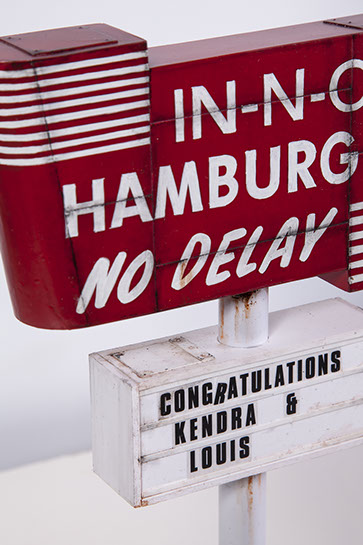 IN-N-O
HAMBURG
NO DELAY
CONGRATULATIONS
KENDRA &
LOUIS